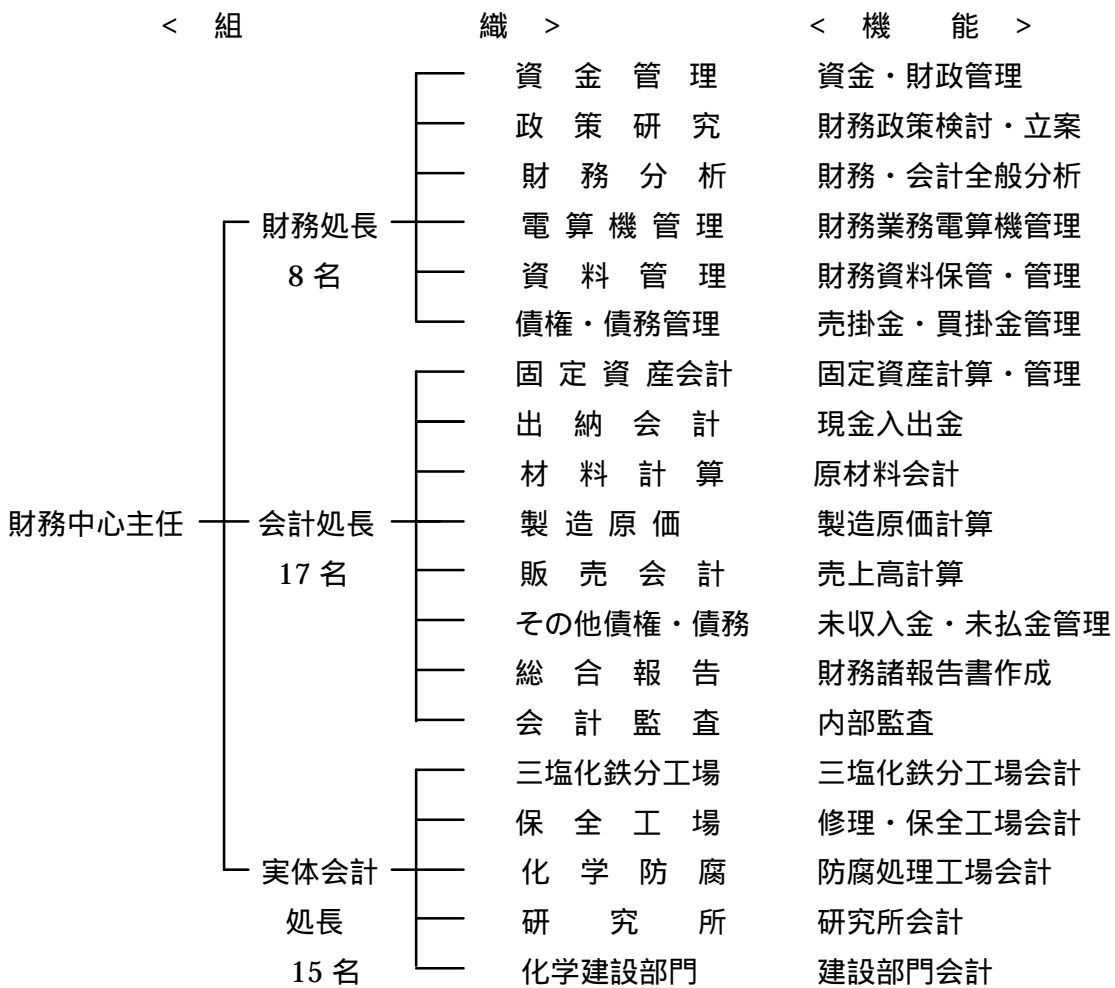 < 組 織 > < 機 能 >
資 金 管 理 資金・財政管理
政 策 研 究 財務政策検討・立案
財 務 分 析 財務・会計全般分析
財務処長 電 算 機 管 理 財務業務電算機管理
8 名 資 料 管 理 財務資料保管・管理
債権・債務管理 売掛金・買掛金管理
固 定 資 産会計 固定資産計算・管理
出 納 会 計 現金入出金
材 料 計 算 原材料会計
財務中心主任 会計処長 製 造 原 価 製造原価計算
17 名 販 売 会 計 売上高計算
その他債権・債務 未収入金・未払金管理
総 合 報 告 財務諸報告書作成
会 計 監 査 内部監査
三塩化鉄分工場 三塩化鉄分工場会計
保 全 工 場 修理・保全工場会計
実体会計 化 学 防 腐 防腐処理工場会計
処長 研 究 所 研究所会計
15 名 化学建設部門 建設部門会計